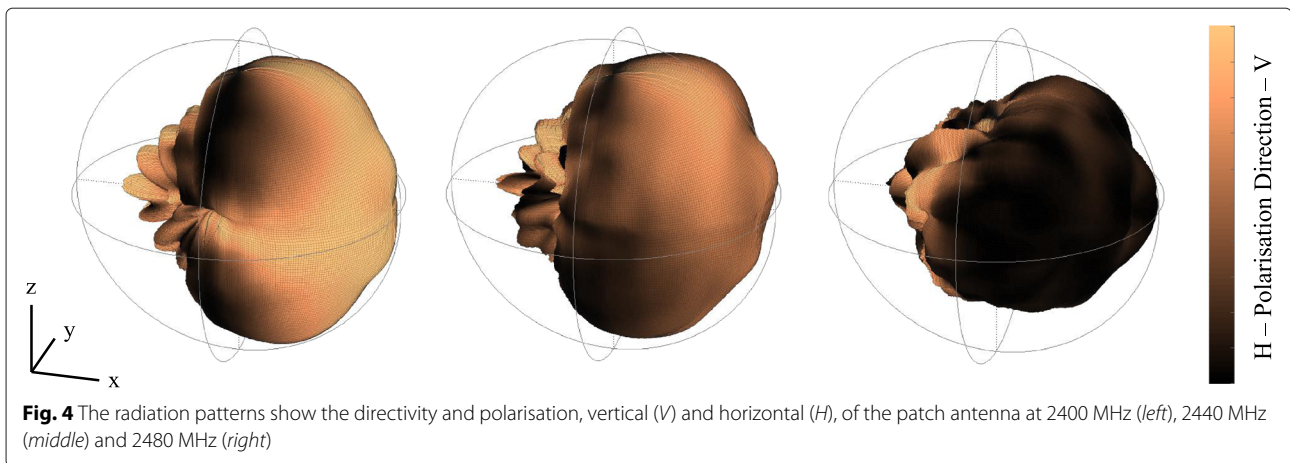 z
y
x
H – Polarisation Direction – V
Fig. 4 The radiation patterns show the directivity and polarisation, vertical (V) and horizontal (H), of the patch antenna at 2400 MHz (left), 2440 MHz
(middle) and 2480 MHz (right)